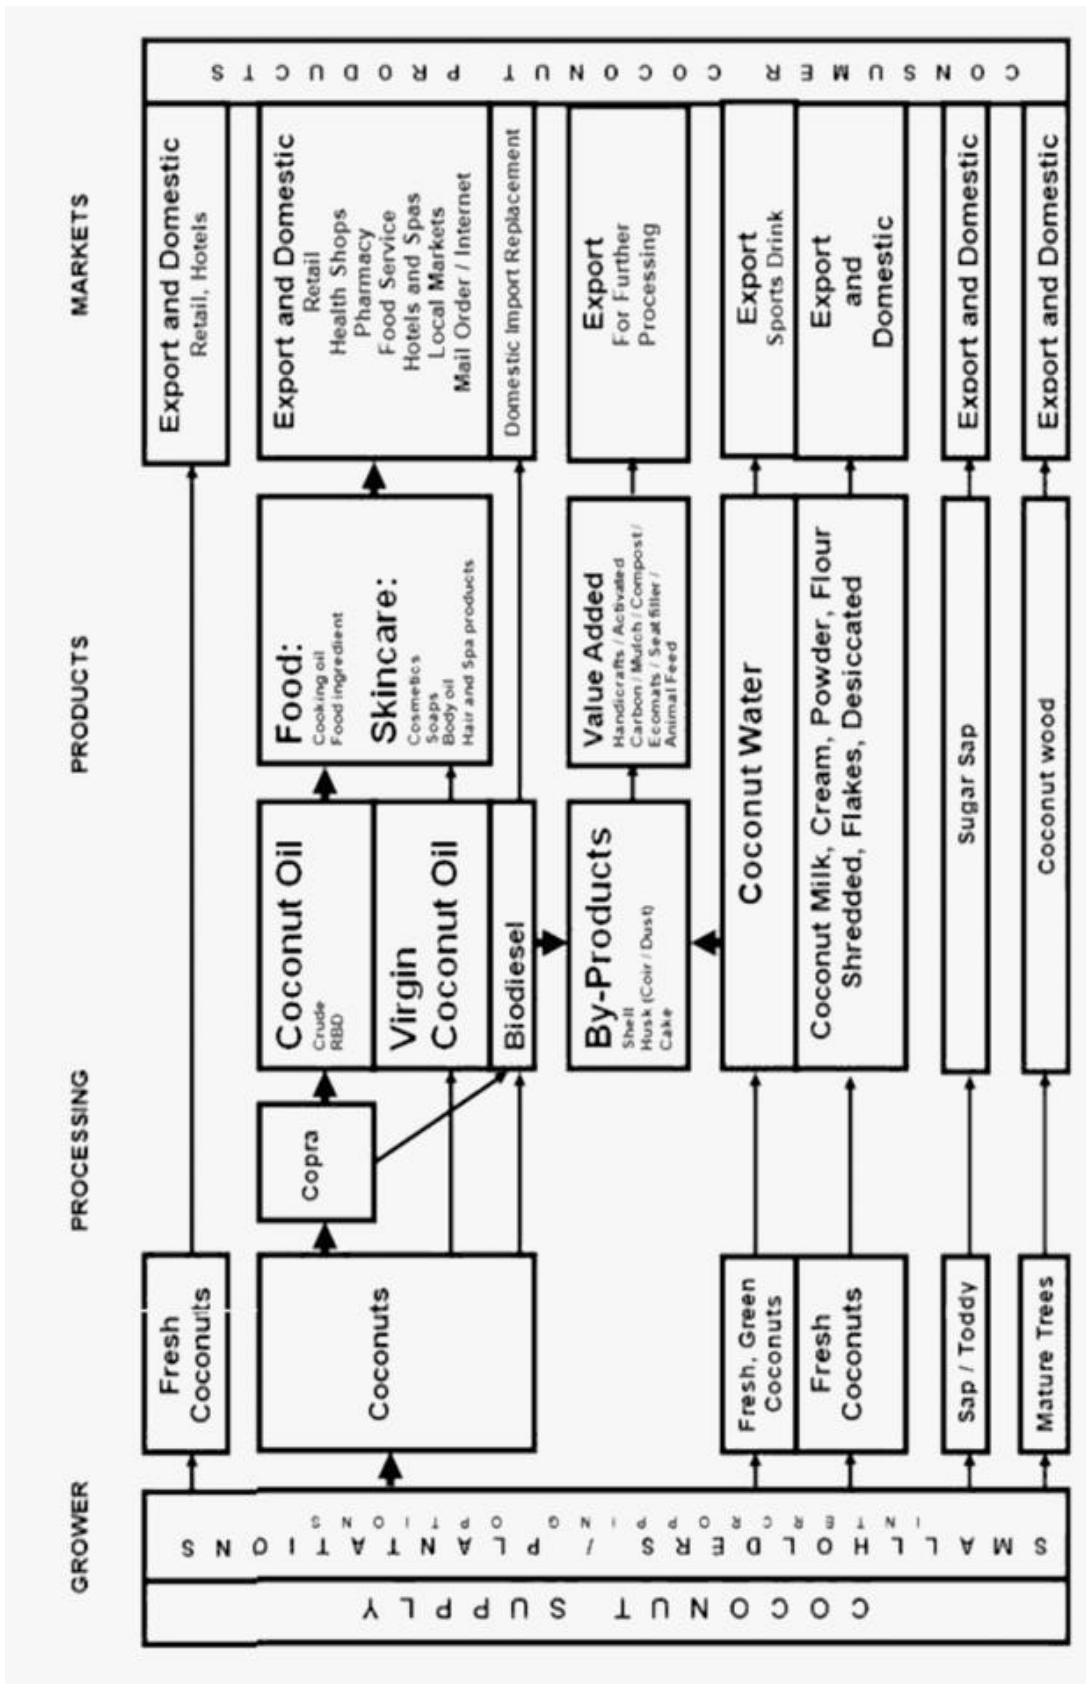 GROWER
PROCESSING
PRODUCTS
MARKETS
COCONUT SUPPLY
SMALLHOLDERS / PLANTATIONS
INTERCROPPING OPTIONS
Fresh
Coconuts
Export and Domestic
Retail, Hotels
Coconuts
Copra
Coconut Oil
Crude
RBD
Virgin
Coconut Oil
Biodiesel
Food:
Cooking oil
Food ingredient
Skincare:
Cosmetics
Soaps
Body oil
Hair and Spa products
Export and Domestic
Retail
Health Shops
Pharmacy
Food Service
Hotels and Spas
Local Markets
Mail Order / Internet
Domestic Import Replacement
By-Products
Shell
Husk (Coir / Dust)
Cake
Value Added
Handicrafts / Activated
Carbon / Mulch / Compost /
Ecomats / Seatfiller /
Animal Feed
Export
For Further
Processing
Fresh, Green
Coconuts
Coconut Water
Export
Sports Drink
Fresh
Coconuts
Coconut Milk, Cream, Powder, Flour
Shredded, Flakes, Desiccated
Export
and
Domestic
Sap / Toddy
Sugar Sap
Export and Domestic
Mature Trees
Coconut wood
Export and Domestic
CONSUMER COCONUT PRODUCTS